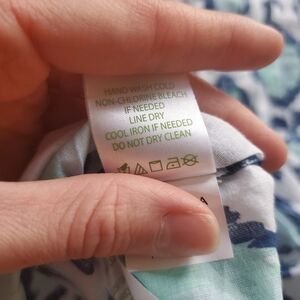 HAND WASH COLD
NON-CHLORINE BLEACH
IF NEEDED
LINE DRY
COOL IRON IF NEEDED
DO NOT DRY CLEAN
A